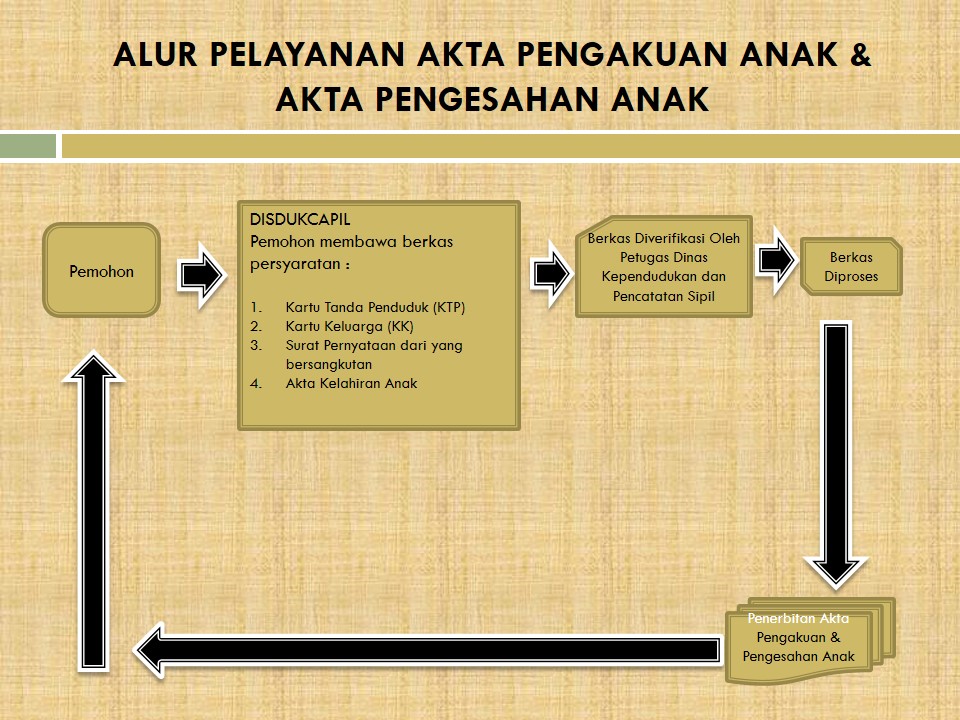 ALUR PELAYANAN AKTA PENGAKUAN ANAK &
AKTA PENGESAHAN ANAK
Pemohon
DISDUKCAPIL
Pemohon membawa berkas
persyaratan :
1. Kartu Tanda Penduduk (KTP)
2. Kartu Keluarga (KK)
3. Surat Pernyataan dari yang
bersangkutan
4. Akta Kelahiran Anak
Berkas Diverifikasi Oleh
Petugas Dinas
Kependudukan dan
Pencatatan Sipil
Berkas
Diproses
Penerbitan Akta
Pengakuan &
Pengesahan Anak